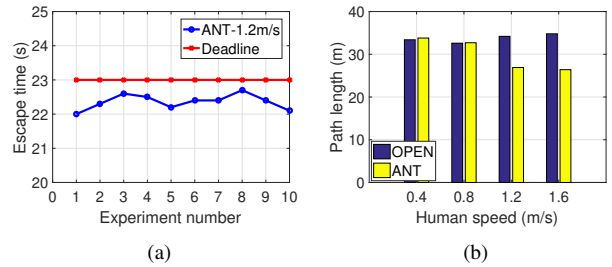 25
24
23
22
21
20
Escape time (s)
ANT-1.2m/s
Deadline
0 1 2 3 4 5 6 7 8 9 10
Experiment number
(a)
40
30
20
10
0
Path length (m)
OPEN
ANT
0.4 0.8 1.2 1.6
Human speed (m/s)
(b)